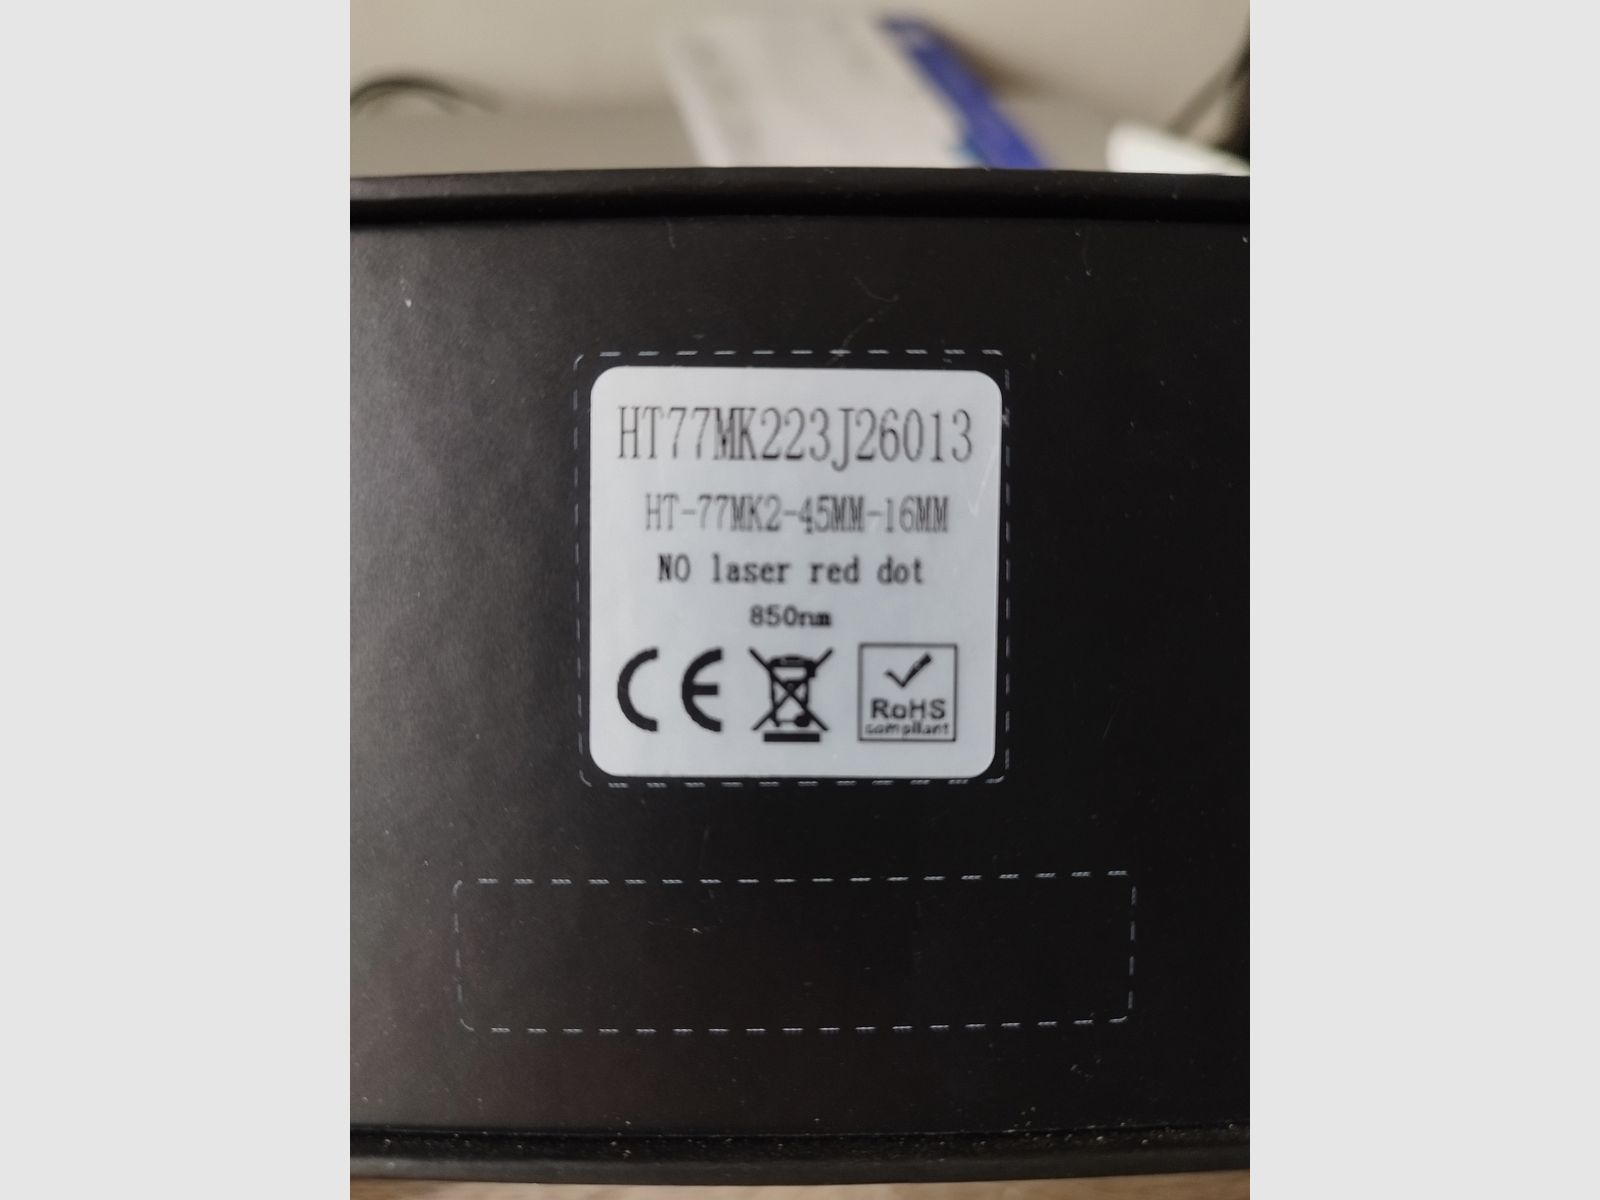 HT77MK223J26013
HT-77MK2-45MM-16MM
NO laser red dot
850nm
CE
RoHS
compliant